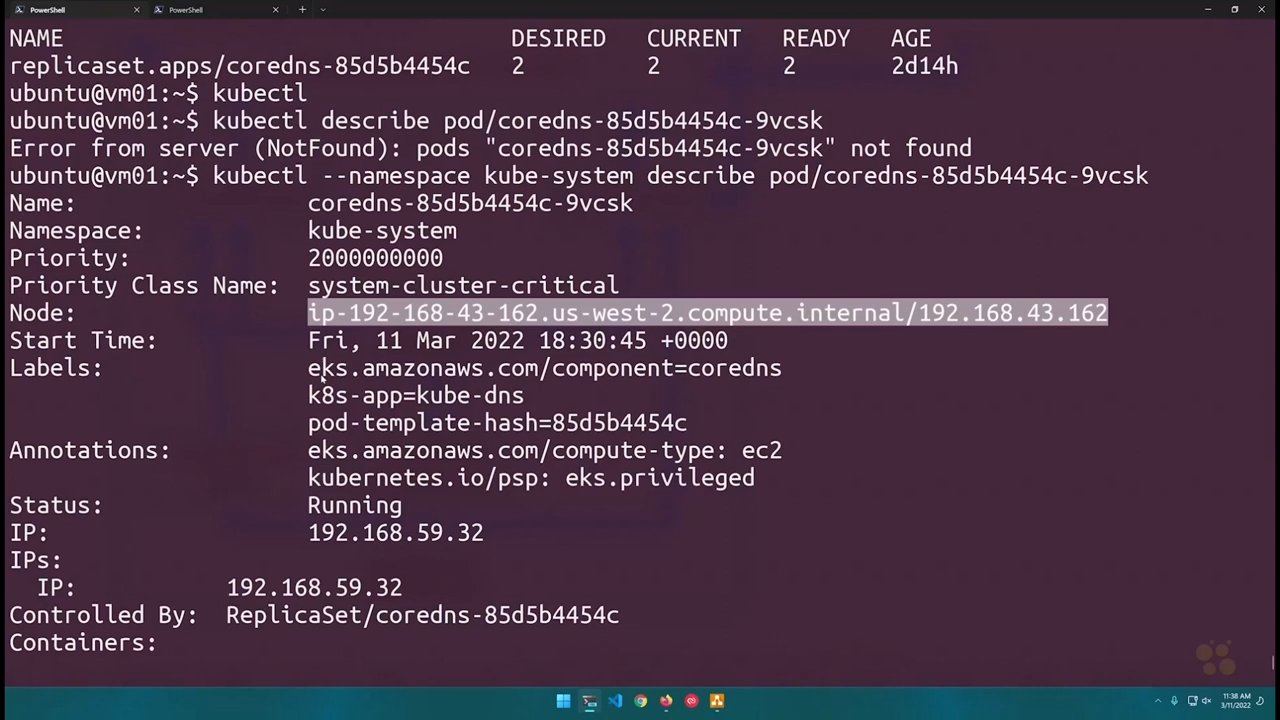 PowerShell PowerShell
NAME DESIRED CURRENT READY AGE
replicaset.apps/coredns-85d5b4454c 2 2 2 2d14h
ubuntu@vm01:~$ kubectl
ubuntu@vm01:~$ kubectl describe pod/coredns-85d5b4454c-9vcsk
Error from server (NotFound): pods "coredns-85d5b4454c-9vcsk" not found
ubuntu@vm01:~$ kubectl --namespace kube-system describe pod/coredns-85d5b4454c-9vcsk
Name: coredns-85d5b4454c-9vcsk
Namespace: kube-system
Priority: 2000000000
Priority Class Name: system-cluster-critical
Node: ip-192-168-43-162.us-west-2.compute.internal/192.168.43.162
Start Time: Fri, 11 Mar 2022 18:30:45 +0000
Labels: eks.amazonaws.com/component=coredns
k8s-app=kube-dns
pod-template-hash=85d5b4454c
Annotations: eks.amazonaws.com/compute-type: ec2
kubernetes.io/psp: eks.privileged
Status: Running
IP: 192.168.59.32
IPs:
IP: 192.168.59.32
Controlled By: ReplicaSet/coredns-85d5b4454c
Containers:
11:38 AM
3/11/2022